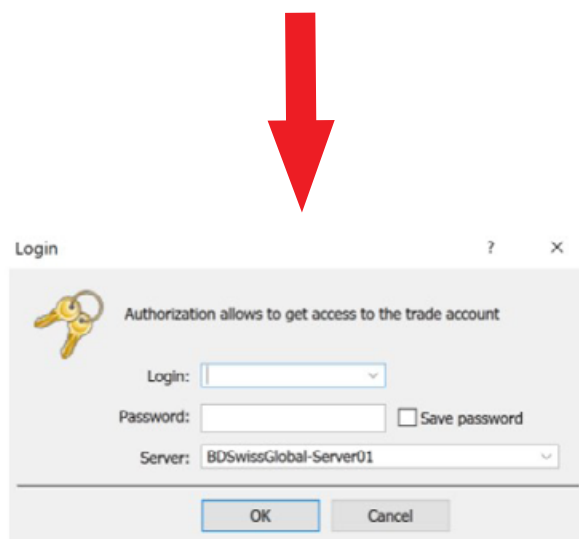 Login ? ×
Authorization allows to get access to the trade account
Login:
Password: Save password
Server: BDSwissGlobal-Server01
OK Cancel